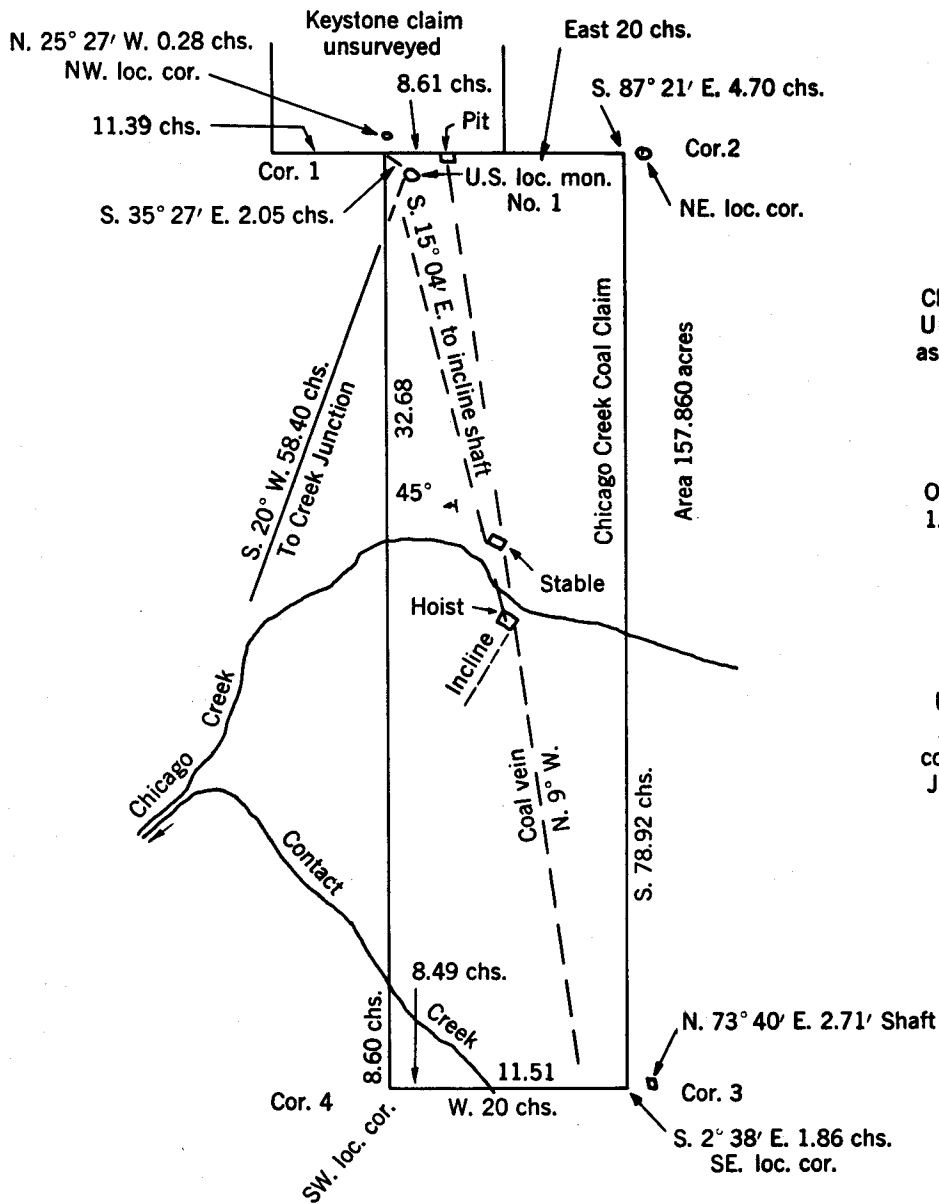 Keystone claim
unsurveyed
N. 25° 27′ W. 0.28 chs.
NW. loc. cor.
East 20 chs.
8.61 chs.
S. 87° 21′ E. 4.70 chs.
11.39 chs.
Pit
Cor. 1
Cor.2
U.S. loc. mon.
No. 1
NE. loc. cor.
S. 35° 27′ E. 2.05 chs.
S. 15° 04′ E. to incline shaft
S. 20° W. 58.40 chs.
To Creek Junction
32.68
Chicago Creek Coal Claim
Area 157.860 acres
Cl
U
as
45°
O
1.
Stable
Hoist
Incline
Chicago
Creek
Coal vein
N. 9° W.
S. 78.92 chs.
co
J
Contact
Creek
8.49 chs.
8.60 chs.
11.51
N. 73° 40′ E. 2.71′ Shaft
Cor. 4
W. 20 chs.
Cor. 3
SW. loc. cor.
S. 2° 38′ E. 1.86 chs.
SE. loc. cor.